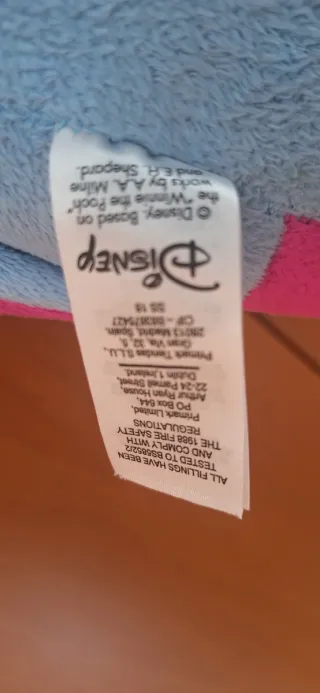 ALL FILLINGS HAVE BEEN
TESTED TO BS5852/2
AND COMPLY WITH
THE 1988 FIRE SAFETY
REGULATIONS
Primark Limited,
PO Box 644,
Arthur Ryan House,
22-24 Parnell Street,
Dublin 1, Ireland.
Primark Tiendas S.L.U.,
Gran Via, 32, 5,
28013 Madrid, Spain.
CIF -
SS 18
Disney
© Disney. Based on
the "Winnie the Pooh"
works by A.A. Milne
and E.H. Shepard.